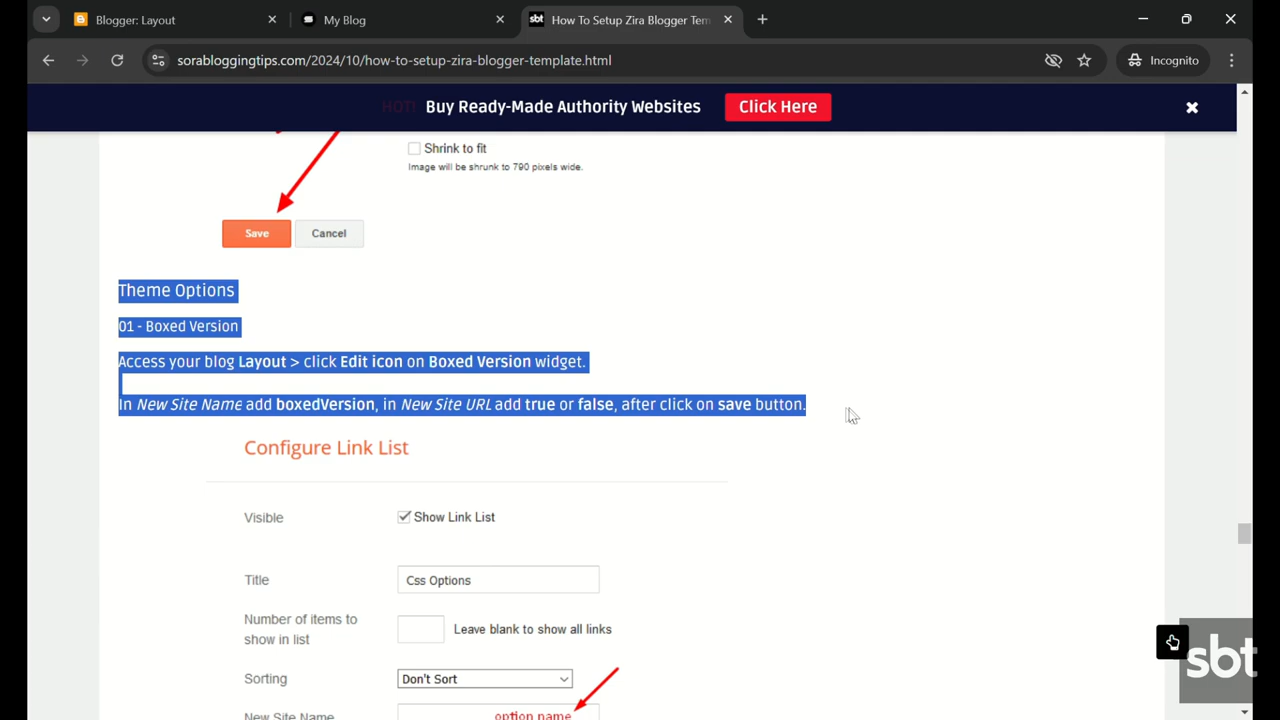 Blogger: Layout
My Blog
sbt How To Setup Zira Blogger Tem
sorabloggingtips.com/2024/10/how-to-setup-zira-blogger-template.html
Incognito
HOT! Buy Ready-Made Authority Websites Click Here
Shrink to fit
Image will be shrunk to 790 pixels wide.
Save Cancel
Theme Options
01 - Boxed Version
Access your blog Layout > click Edit icon on Boxed Version widget.
In New Site Name add boxedVersion, in New Site URL add true or false, after click on save button.
Configure Link List
Visible Show Link List
Title Css Options
Number of items to
show in list
Leave blank to show all links
Sorting Don't Sort
New Site Name option name
sbt